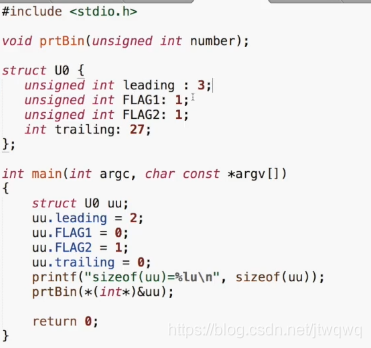 #include <stdio.h>

void prtBin(unsigned int number);

struct U0 {
    unsigned int leading : 3;
    unsigned int FLAG1: 1;
    unsigned int FLAG2: 1;
    int trailing: 27;
};

int main(int argc, char const *argv[])
{
    struct U0 uu;
    uu.leading = 2;
    uu.FLAG1 = 0;
    uu.FLAG2 = 1;
    uu.trailing = 0;
    printf("sizeof(uu)=%lu\n", sizeof(uu));
    prtBin(*(int*)&uu);

    return 0;
}
https://blog.csdn.net/jtwqwq